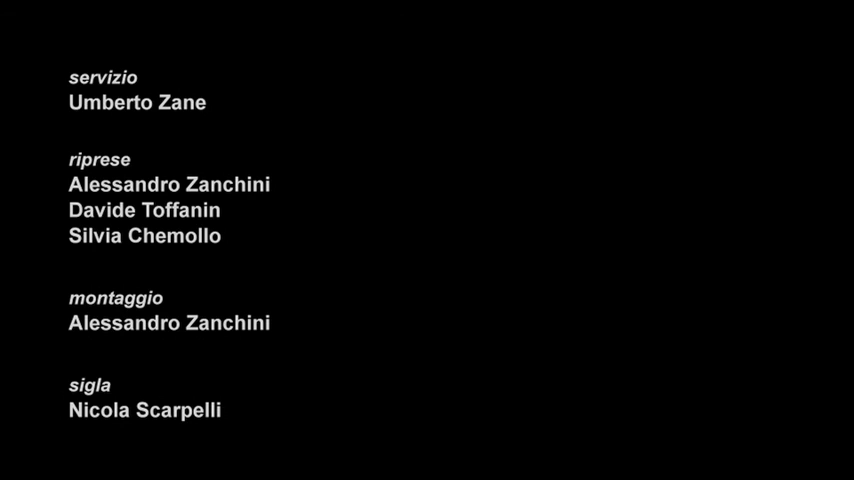 servizio
Umberto Zane
riprese
Alessandro Zanchini
Davide Toffanin
Silvia Chemollo
montaggio
Alessandro Zanchini
sigla
Nicola Scarpelli